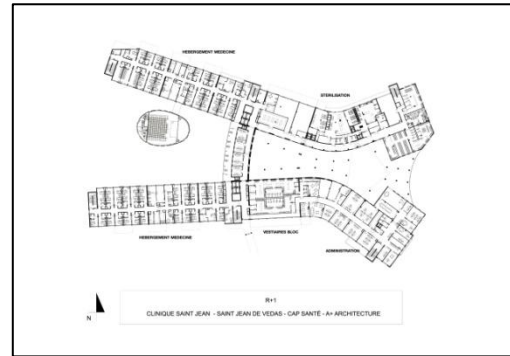 HEBERGEMENT MEDECINE
STERILISATION
HEBERGEMENT-MEDECINE
VESTIAIRES BLOC
ADMINISTRATION
N
R+1
CLINIQUE SAINT JEAN - SAINT JEAN DE VEDAS - CAP SANTÉ - A+ ARCHITECTURE